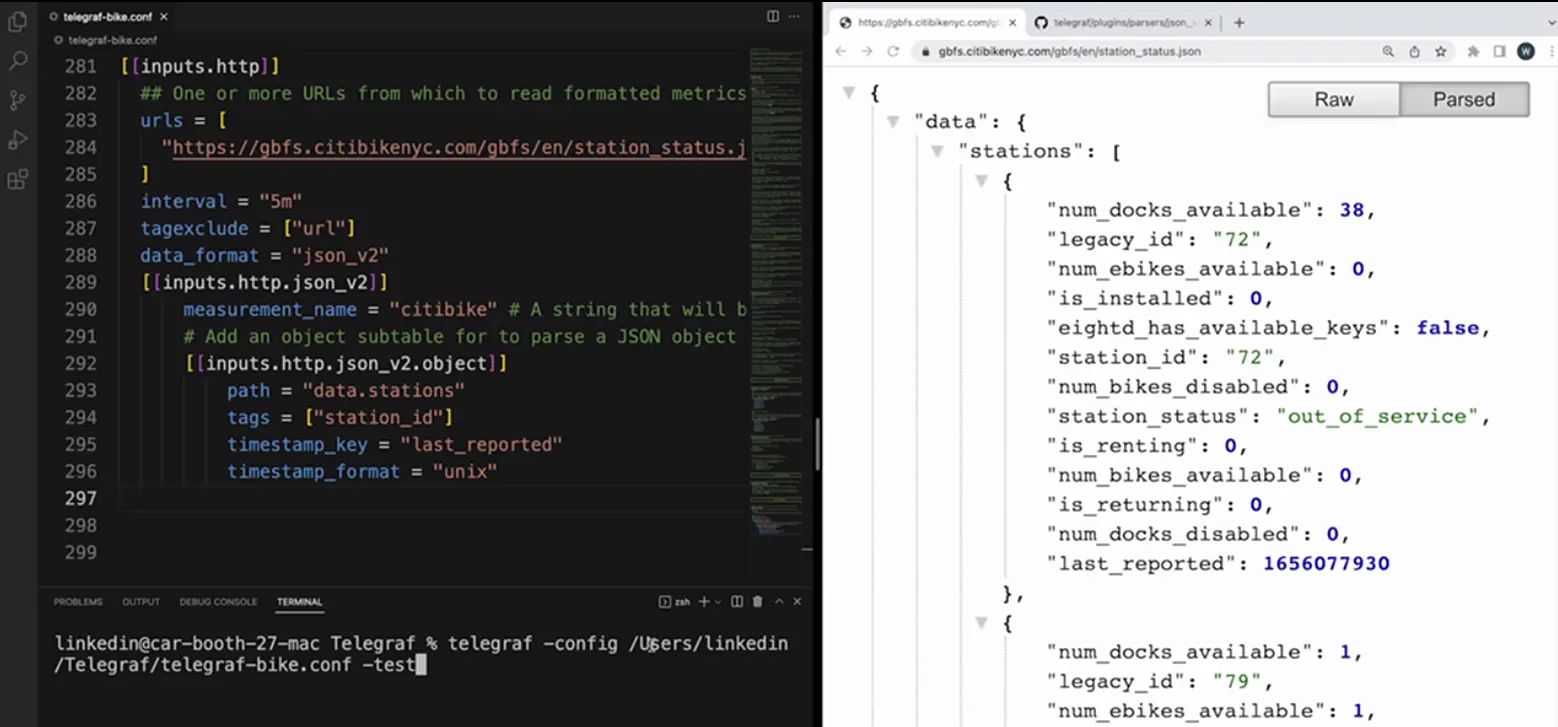 telegraf-bike.conf
telegraf-bike.conf
281 [[inputs.http]]
282 ## One or more URLs from which to read formatted metrics
283 urls = [
284 "https://gbfs.citibikenyc.com/gbfs/en/station_status.j
285 ]
286 interval = "5m"
287 tagexclude = ["url"]
288 data_format = "json_v2"
289 [[inputs.http.json_v2]]
290 measurement_name = "citibike" # A string that will b
291 # Add an object subtable for to parse a JSON object
292 [[inputs.http.json_v2.object]]
293 path = "data.stations"
294 tags = ["station_id"]
295 timestamp_key = "last_reported"
296 timestamp_format = "unix"
297
298
299
PROBLEMS OUTPUT DEBUG CONSOLE TERMINAL zsh
linkedin@car-booth-27-mac Telegraf % telegraf -config /Users/linkedin
/Telegraf/telegraf-bike.conf -test
https://gbfs.citibikenyc.com/g telegraf/plugins/parsers/json_
gbfs.citibikenyc.com/gbfs/en/station_status.json W
Raw Parsed
{
"data": {
"stations": [
{
"num_docks_available": 38,
"legacy_id": "72",
"num_ebikes_available": 0,
"is_installed": 0,
"eightd_has_available_keys": false,
"station_id": "72",
"num_bikes_disabled": 0,
"station_status": "out_of_service",
"is_renting": 0,
"num_bikes_available": 0,
"is_returning": 0,
"num_docks_disabled": 0,
"last_reported": 1656077930
},
{
"num_docks_available": 1,
"legacy_id": "79",
"num_ebikes_available": 1,